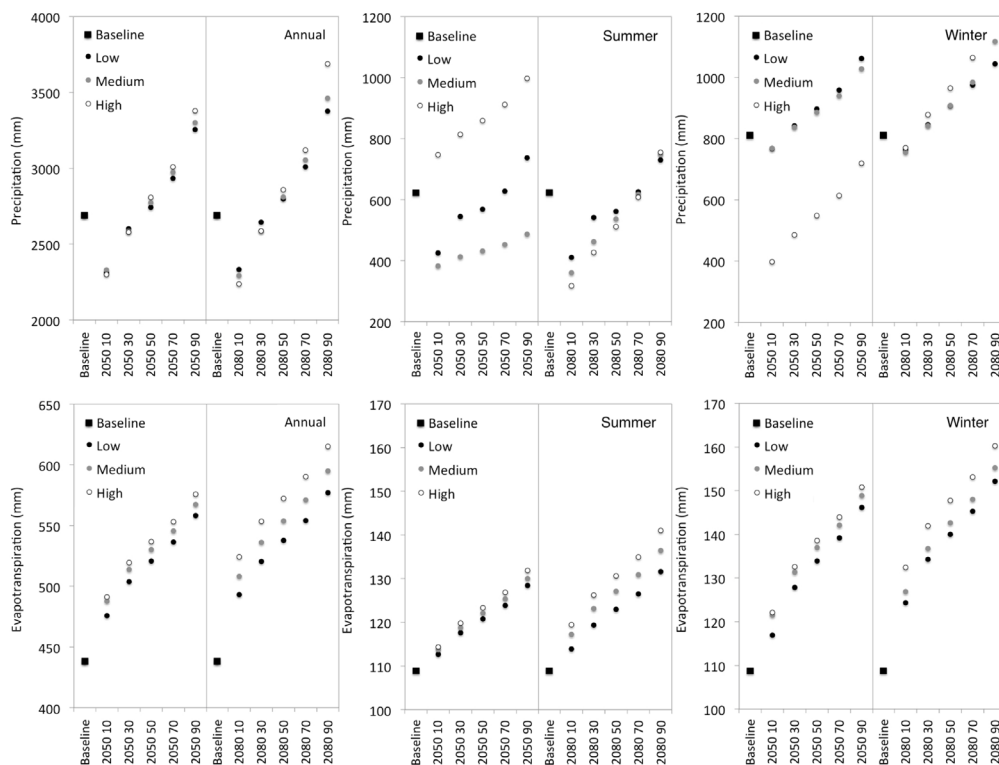 4000
3500
3000
2500
2000
Precipitation (mm)
Baseline
Low
Medium
High
Annual
Baseline
2050 10
2050 30
2050 50
2050 70
2050 90
Baseline
2080 10
2080 30
2080 50
2080 70
2080 90
1200
1000
800
600
400
200
Precipitation (mm)
Baseline
Low
Medium
High
Summer
Baseline
2050 10
2050 30
2050 50
2050 70
2050 90
Baseline
2080 10
2080 30
2080 50
2080 70
2080 90
1200
1000
800
600
400
200
Precipitation (mm)
Baseline
Low
Medium
High
Winter
Baseline
2050 10
2050 30
2050 50
2050 70
2050 90
Baseline
2080 10
2080 30
2080 50
2080 70
2080 90
650
600
550
500
450
400
Evapotranspiration (mm)
Baseline
Low
Medium
High
Annual
Baseline
2050 10
2050 30
2050 50
2050 70
2050 90
Baseline
2080 10
2080 30
2080 50
2080 70
2080 90
170
160
150
140
130
120
110
100
Evapotranspiration (mm)
Baseline
Low
Medium
High
Summer
Baseline
2050 10
2050 30
2050 50
2050 70
2050 90
Baseline
2080 10
2080 30
2080 50
2080 70
2080 90
170
160
150
140
130
120
110
100
Evapotranspiration (mm)
Baseline
Low
Medium
High
Winter
Baseline
2050 10
2050 30
2050 50
2050 70
2050 90
Baseline
2080 10
2080 30
2080 50
2080 70
2080 90